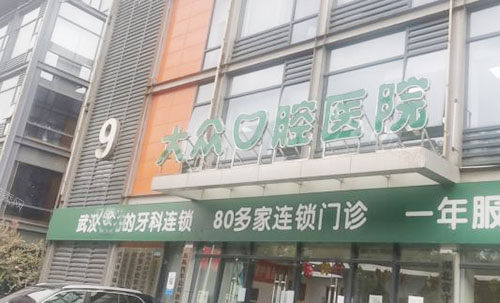 9
大众口腔医院
武汉人的牙科连锁 80多家连锁门诊 一年服